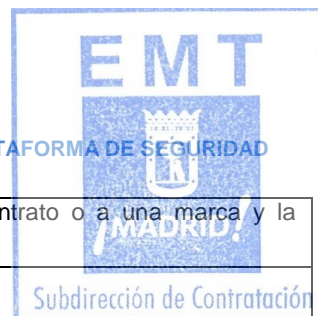 EMT
TAFORMA DE SEGURIDAD
ntrato o a una marca y la
¡MADRID!
Subdirección de Contratación